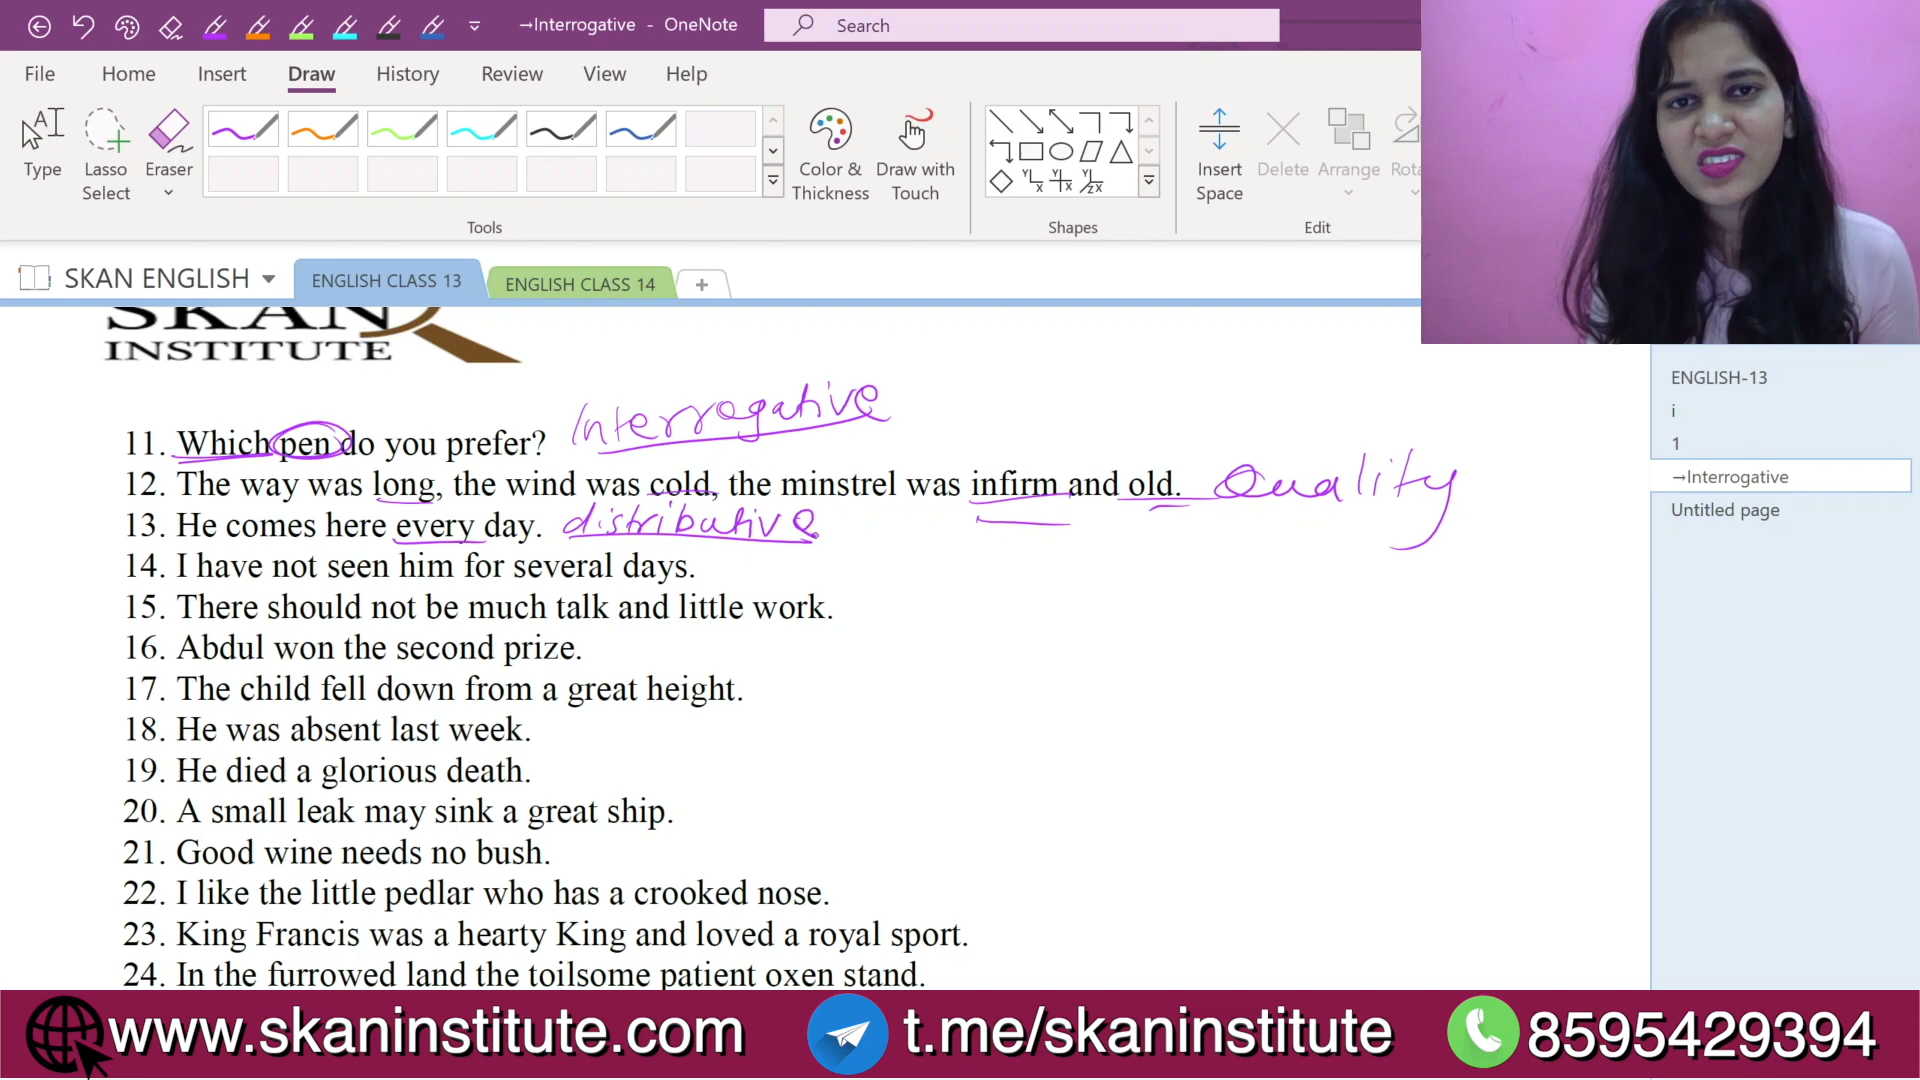 →Interrogative - OneNote
Search
File Home Insert Draw History Review View Help
Type
Lasso Select
Eraser
Color & Thickness
Draw with Touch
Insert Space
Delete
Arrange
Rota
Tools
Shapes
Edit
SKAN ENGLISH
ENGLISH CLASS 13
ENGLISH CLASS 14
SKAN
INSTITUTE
ENGLISH-13
i
1
→Interrogative
Untitled page
11. Which pen do you prefer? Interrogative
12. The way was long, the wind was cold, the minstrel was infirm and old. Quality
13. He comes here every day. distributive
14. I have not seen him for several days.
15. There should not be much talk and little work.
16. Abdul won the second prize.
17. The child fell down from a great height.
18. He was absent last week.
19. He died a glorious death.
20. A small leak may sink a great ship.
21. Good wine needs no bush.
22. I like the little pedlar who has a crooked nose.
23. King Francis was a hearty King and loved a royal sport.
24. In the furrowed land the toilsome patient oxen stand.
www.skaninstitute.com t.me/skaninstitute 8595429394